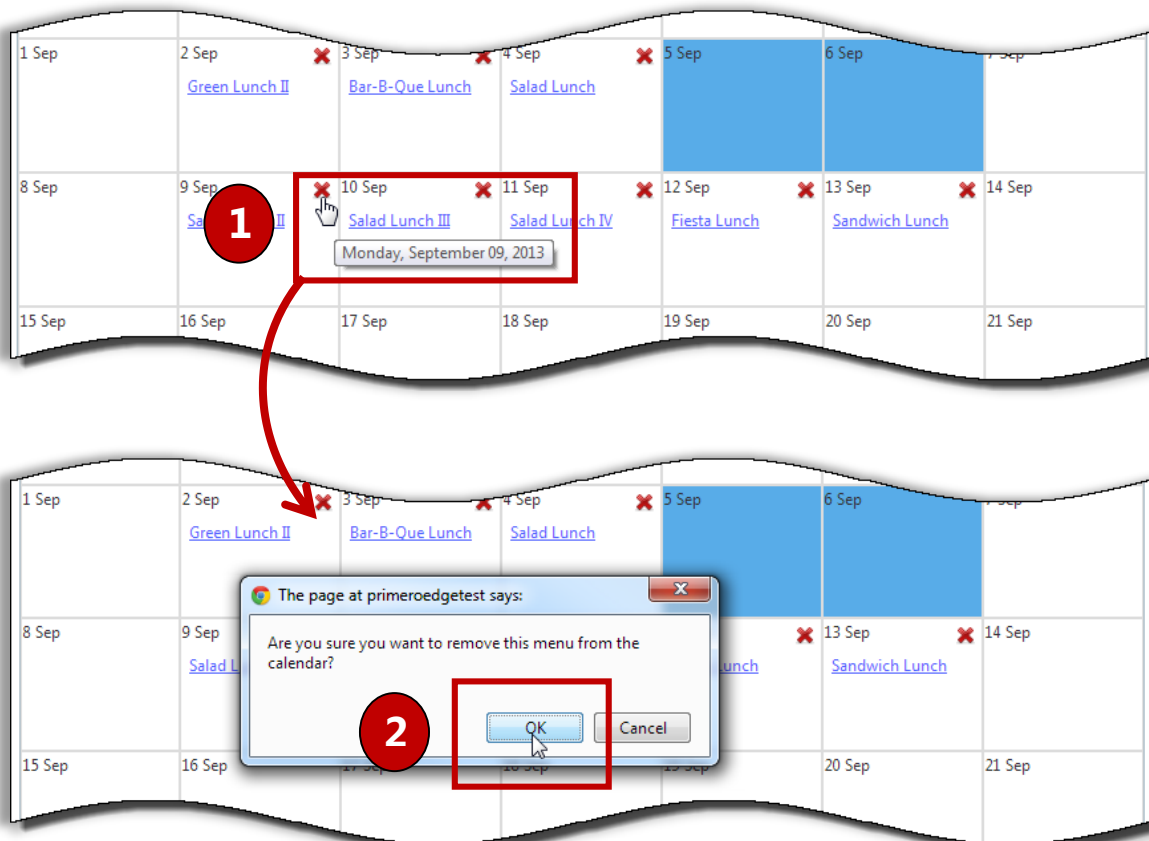 1 Sep 2 Sep 3 Sep 4 Sep 5 Sep 6 Sep
Green Lunch II Bar-B-Que Lunch Salad Lunch
8 Sep 9 Sep 10 Sep 11 Sep 12 Sep 13 Sep 14 Sep
1
II Salad Lunch III Salad Lunch IV Fiesta Lunch Sandwich Lunch
Monday, September 09, 2013
15 Sep 16 Sep 17 Sep 18 Sep 19 Sep 20 Sep 21 Sep
1 Sep 2 Sep 3 Sep 4 Sep 5 Sep 6 Sep
Green Lunch II Bar-B-Que Lunch Salad Lunch
The page at primeroedgetest says:
8 Sep 9 Sep 13 Sep 14 Sep
Are you sure you want to remove this menu from the
calendar?
Salad Sandwich Lunch
2
OK Cancel
15 Sep 16 Sep 20 Sep 21 Sep